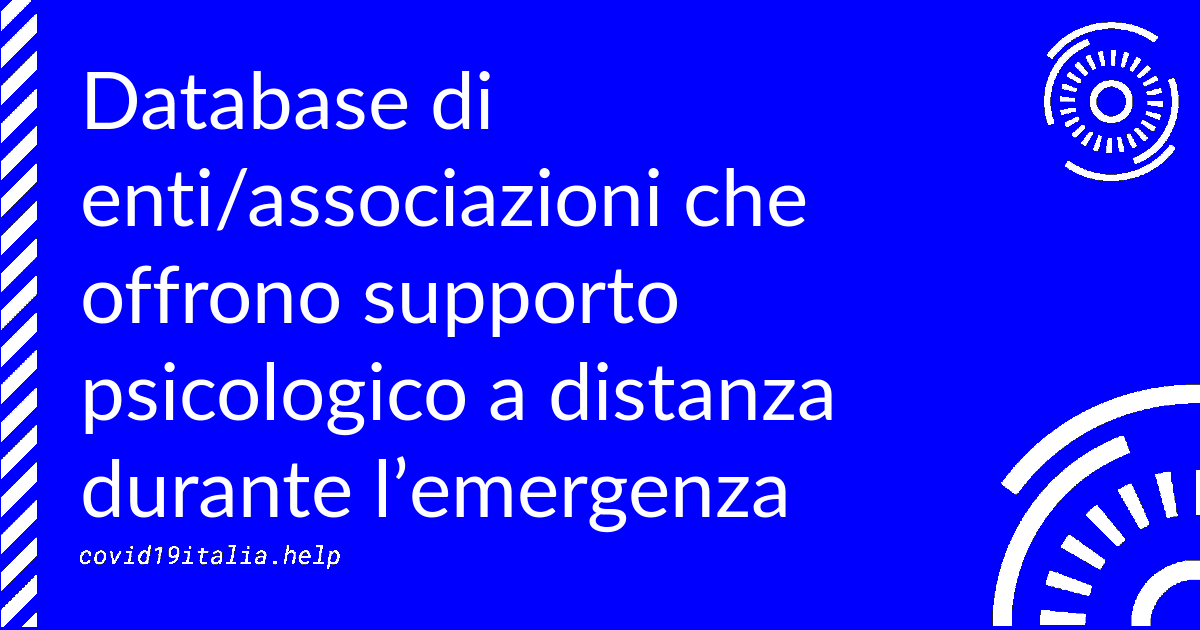 Database di
enti/associazioni che
offrono supporto
psicologico a distanza
durante l’emergenza
covid19italia.help